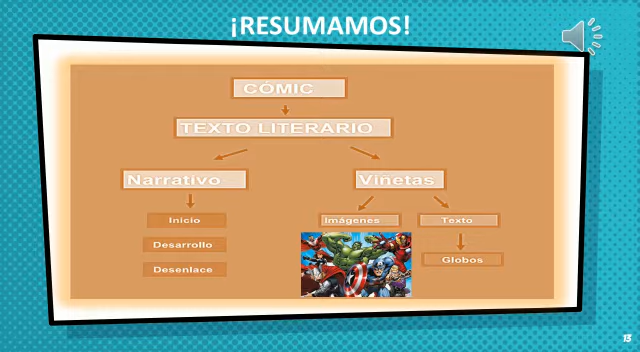 ¡RESUMAMOS!
CÓMIC
TEXTO LITERARIO
Narrativo
Viñetas
Inicio
Imágenes
Texto
Desarrollo
Globos
Desenlace
13